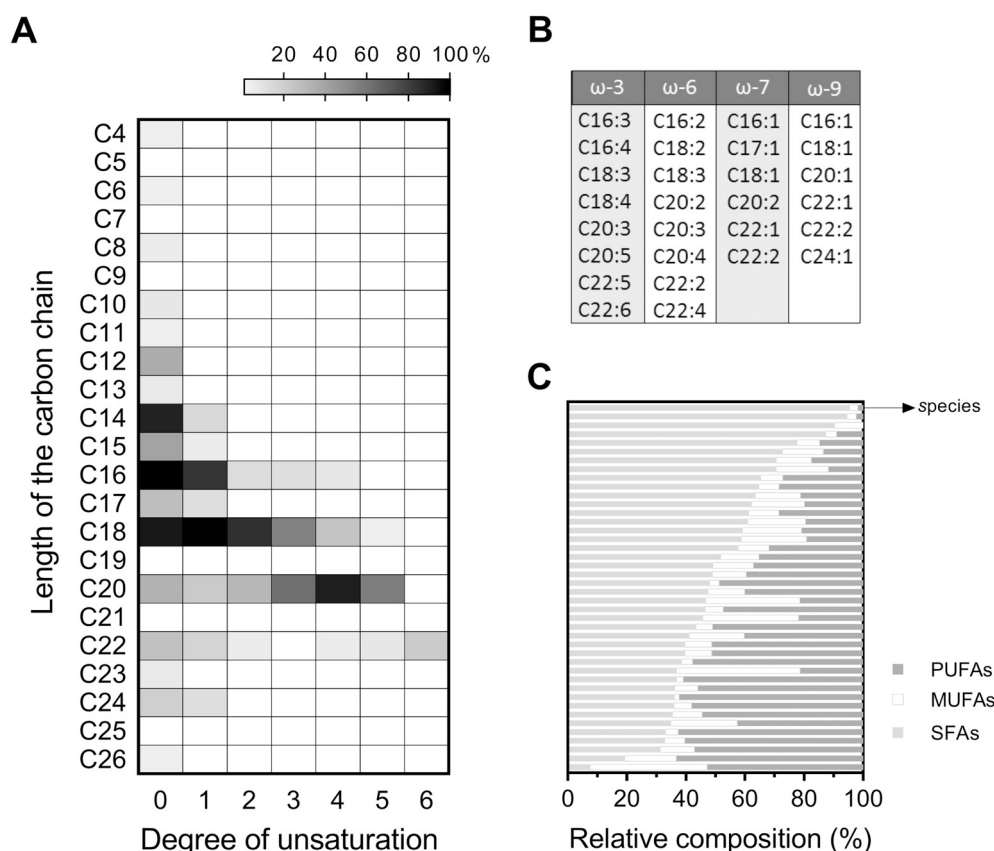 A
20 40 60 80 100 %
C4
C5
C6
C7
C8
C9
C10
C11
C12
C13
C14
C15
C16
C17
C18
C19
C20
C21
C22
C23
C24
C25
C26
Length of the carbon chain
0 1 2 3 4 5 6
Degree of unsaturation
B
ω-3 ω-6 ω-7 ω-9
C16:3 C16:2 C16:1 C16:1
C16:4 C18:2 C17:1 C18:1
C18:3 C18:3 C18:1 C20:1
C18:4 C20:2 C20:2 C22:1
C20:3 C20:3 C22:1 C22:2
C20:5 C20:4 C22:2 C24:1
C22:5 C22:2
C22:6 C22:4
C
species
PUFAs
MUFAs
SFAs
0 20 40 60 80 100
Relative composition (%)